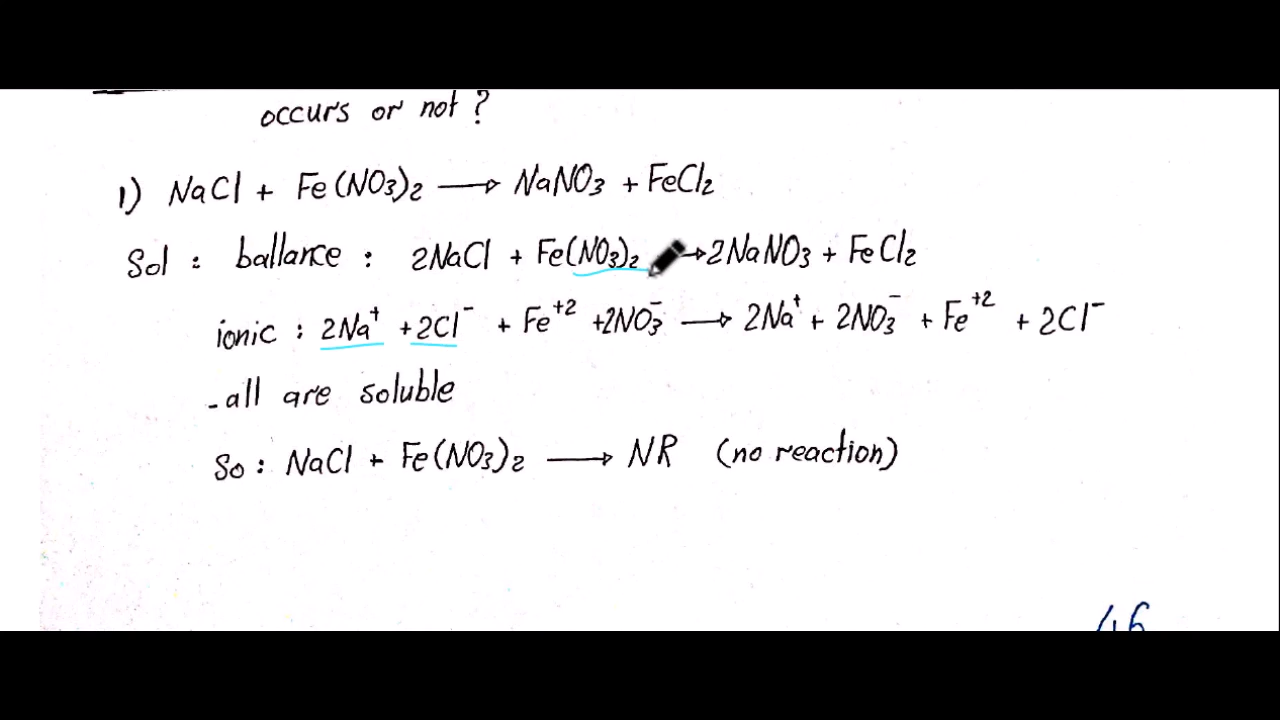 occurs or not ?
1) NaCl + Fe(NO3)2 ⟶ NaNO3 + FeCl2
Sol : ballance : 2NaCl + Fe(NO3)2 → 2NaNO3 + FeCl2
ionic : 2Na⁺ + 2Cl⁻ + Fe⁺² + 2NO3⁻ ⟶ 2Na⁺ + 2NO3⁻ + Fe⁺² + 2Cl⁻
- all are soluble
So : NaCl + Fe(NO3)2 ⟶ NR (no reaction)
46